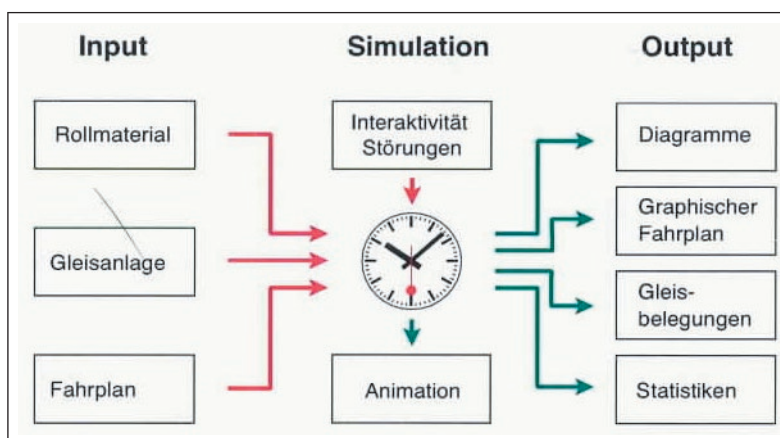 Input
Simulation
Output
Rollmaterial
Gleisanlage
Fahrplan
Interaktivität
Störungen
Animation
Diagramme
Graphischer
Fahrplan
Gleis-
belegungen
Statistiken